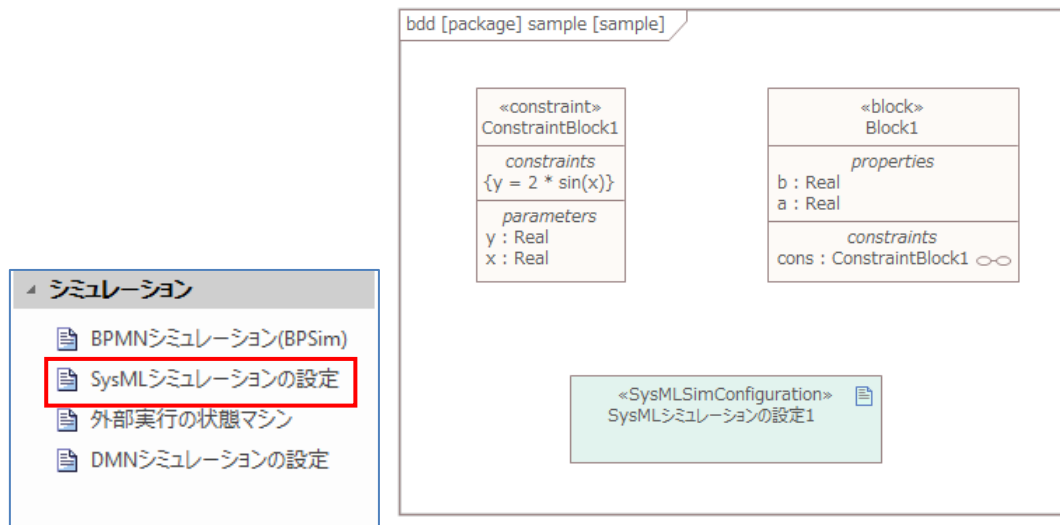 bdd [package] sample [sample]
«constraint»
ConstraintBlock1
constraints
{y = 2 * sin(x)}
parameters
y : Real
x : Real
«block»
Block1
properties
b : Real
a : Real
constraints
cons : ConstraintBlock1
«SysMLSimConfiguration»
SysMLシミュレーションの設定1
シミュレーション
BPMNシミュレーション(BPSim)
SysMLシミュレーションの設定
外部実行の状態マシン
DMNシミュレーションの設定